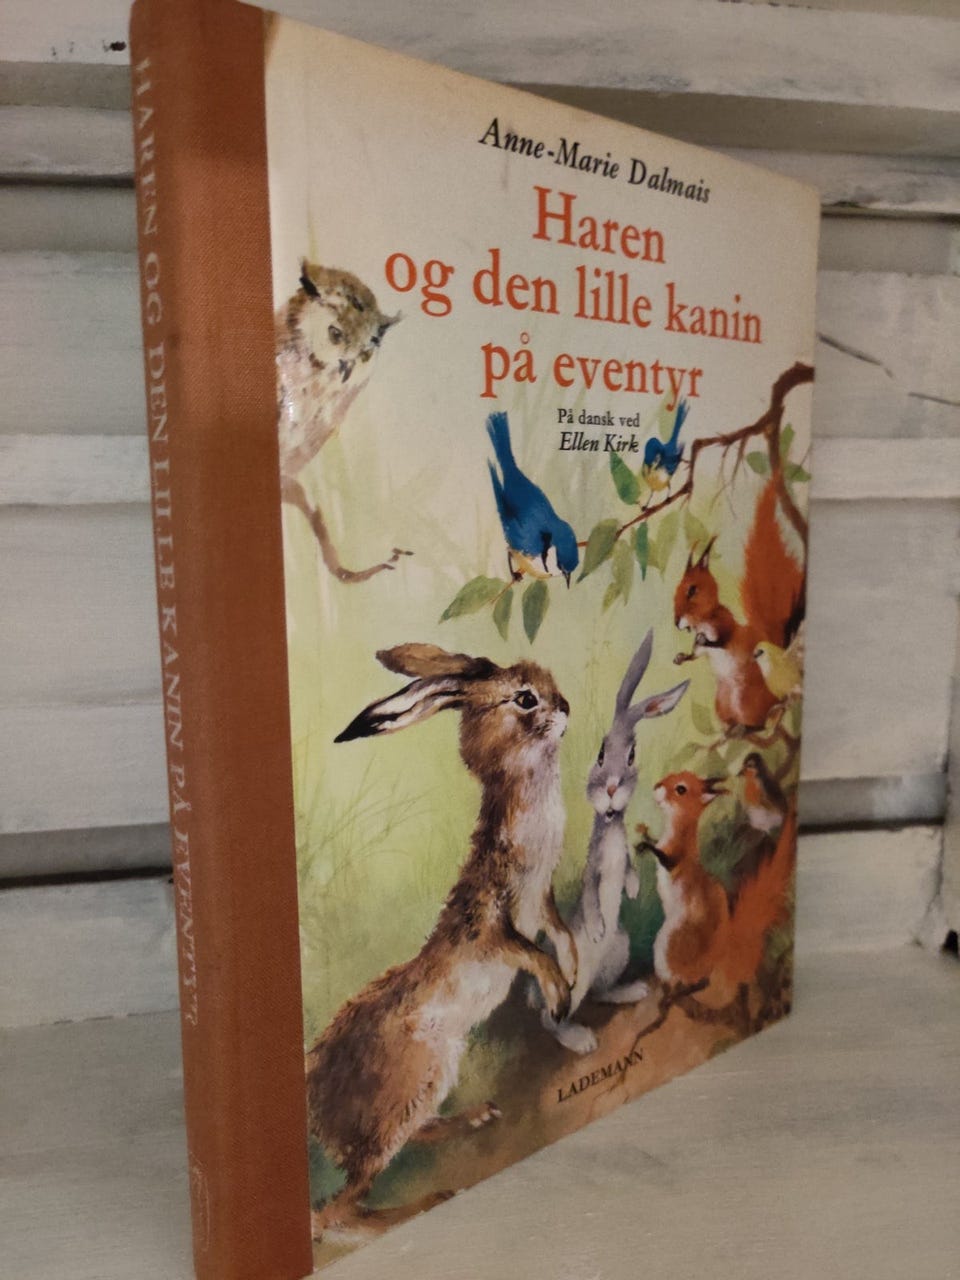 HAREN OG DEN LILLE KANIN PÅ EVENTYR
Anne-Marie Dalmais
Haren
og den lille kanin
på eventyr
På dansk ved
Ellen Kirk
LADEMANN